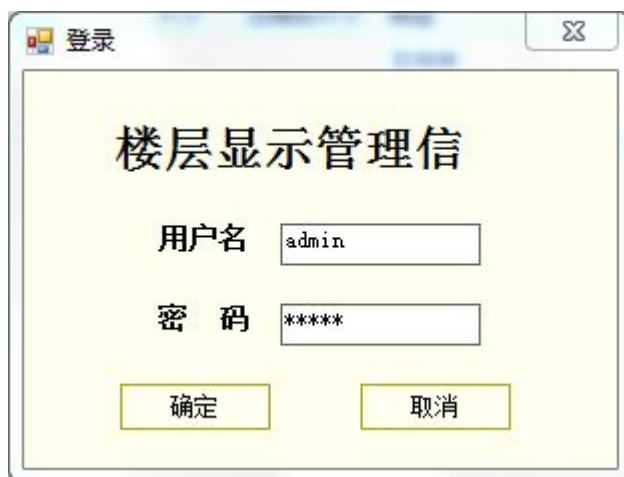 登录
楼层显示管理信
用户名 admin
密 码 *****
确定 取消